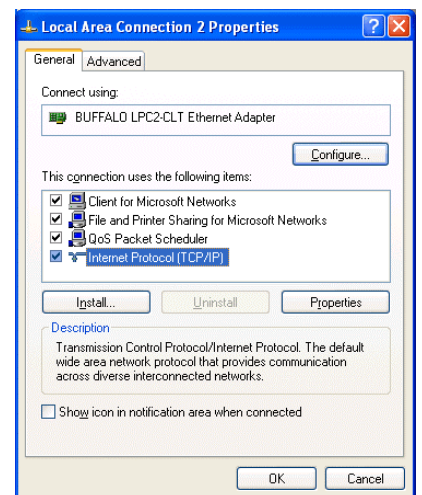 Local Area Connection 2 Properties
General
Advanced
Connect using:
BUFFALO LPC2-CLT Ethernet Adapter
Configure...
This connection uses the following items:
Client for Microsoft Networks
File and Printer Sharing for Microsoft Networks
QoS Packet Scheduler
Internet Protocol (TCP/IP)
Install...
Uninstall
Properties
Description
Transmission Control Protocol/Internet Protocol. The default
wide area network protocol that provides communication
across diverse interconnected networks.
Show icon in notification area when connected
OK
Cancel